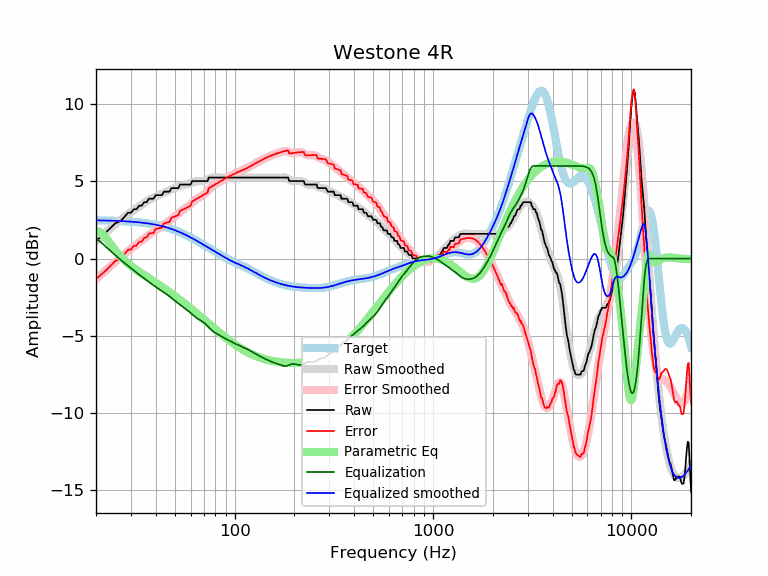 Westone 4R
Amplitude (dBr)
10
5
0
−5
−10
−15
Target
Raw Smoothed
Error Smoothed
Raw
Error
Parametric Eq
Equalization
Equalized smoothed
100
1000
10000
Frequency (Hz)